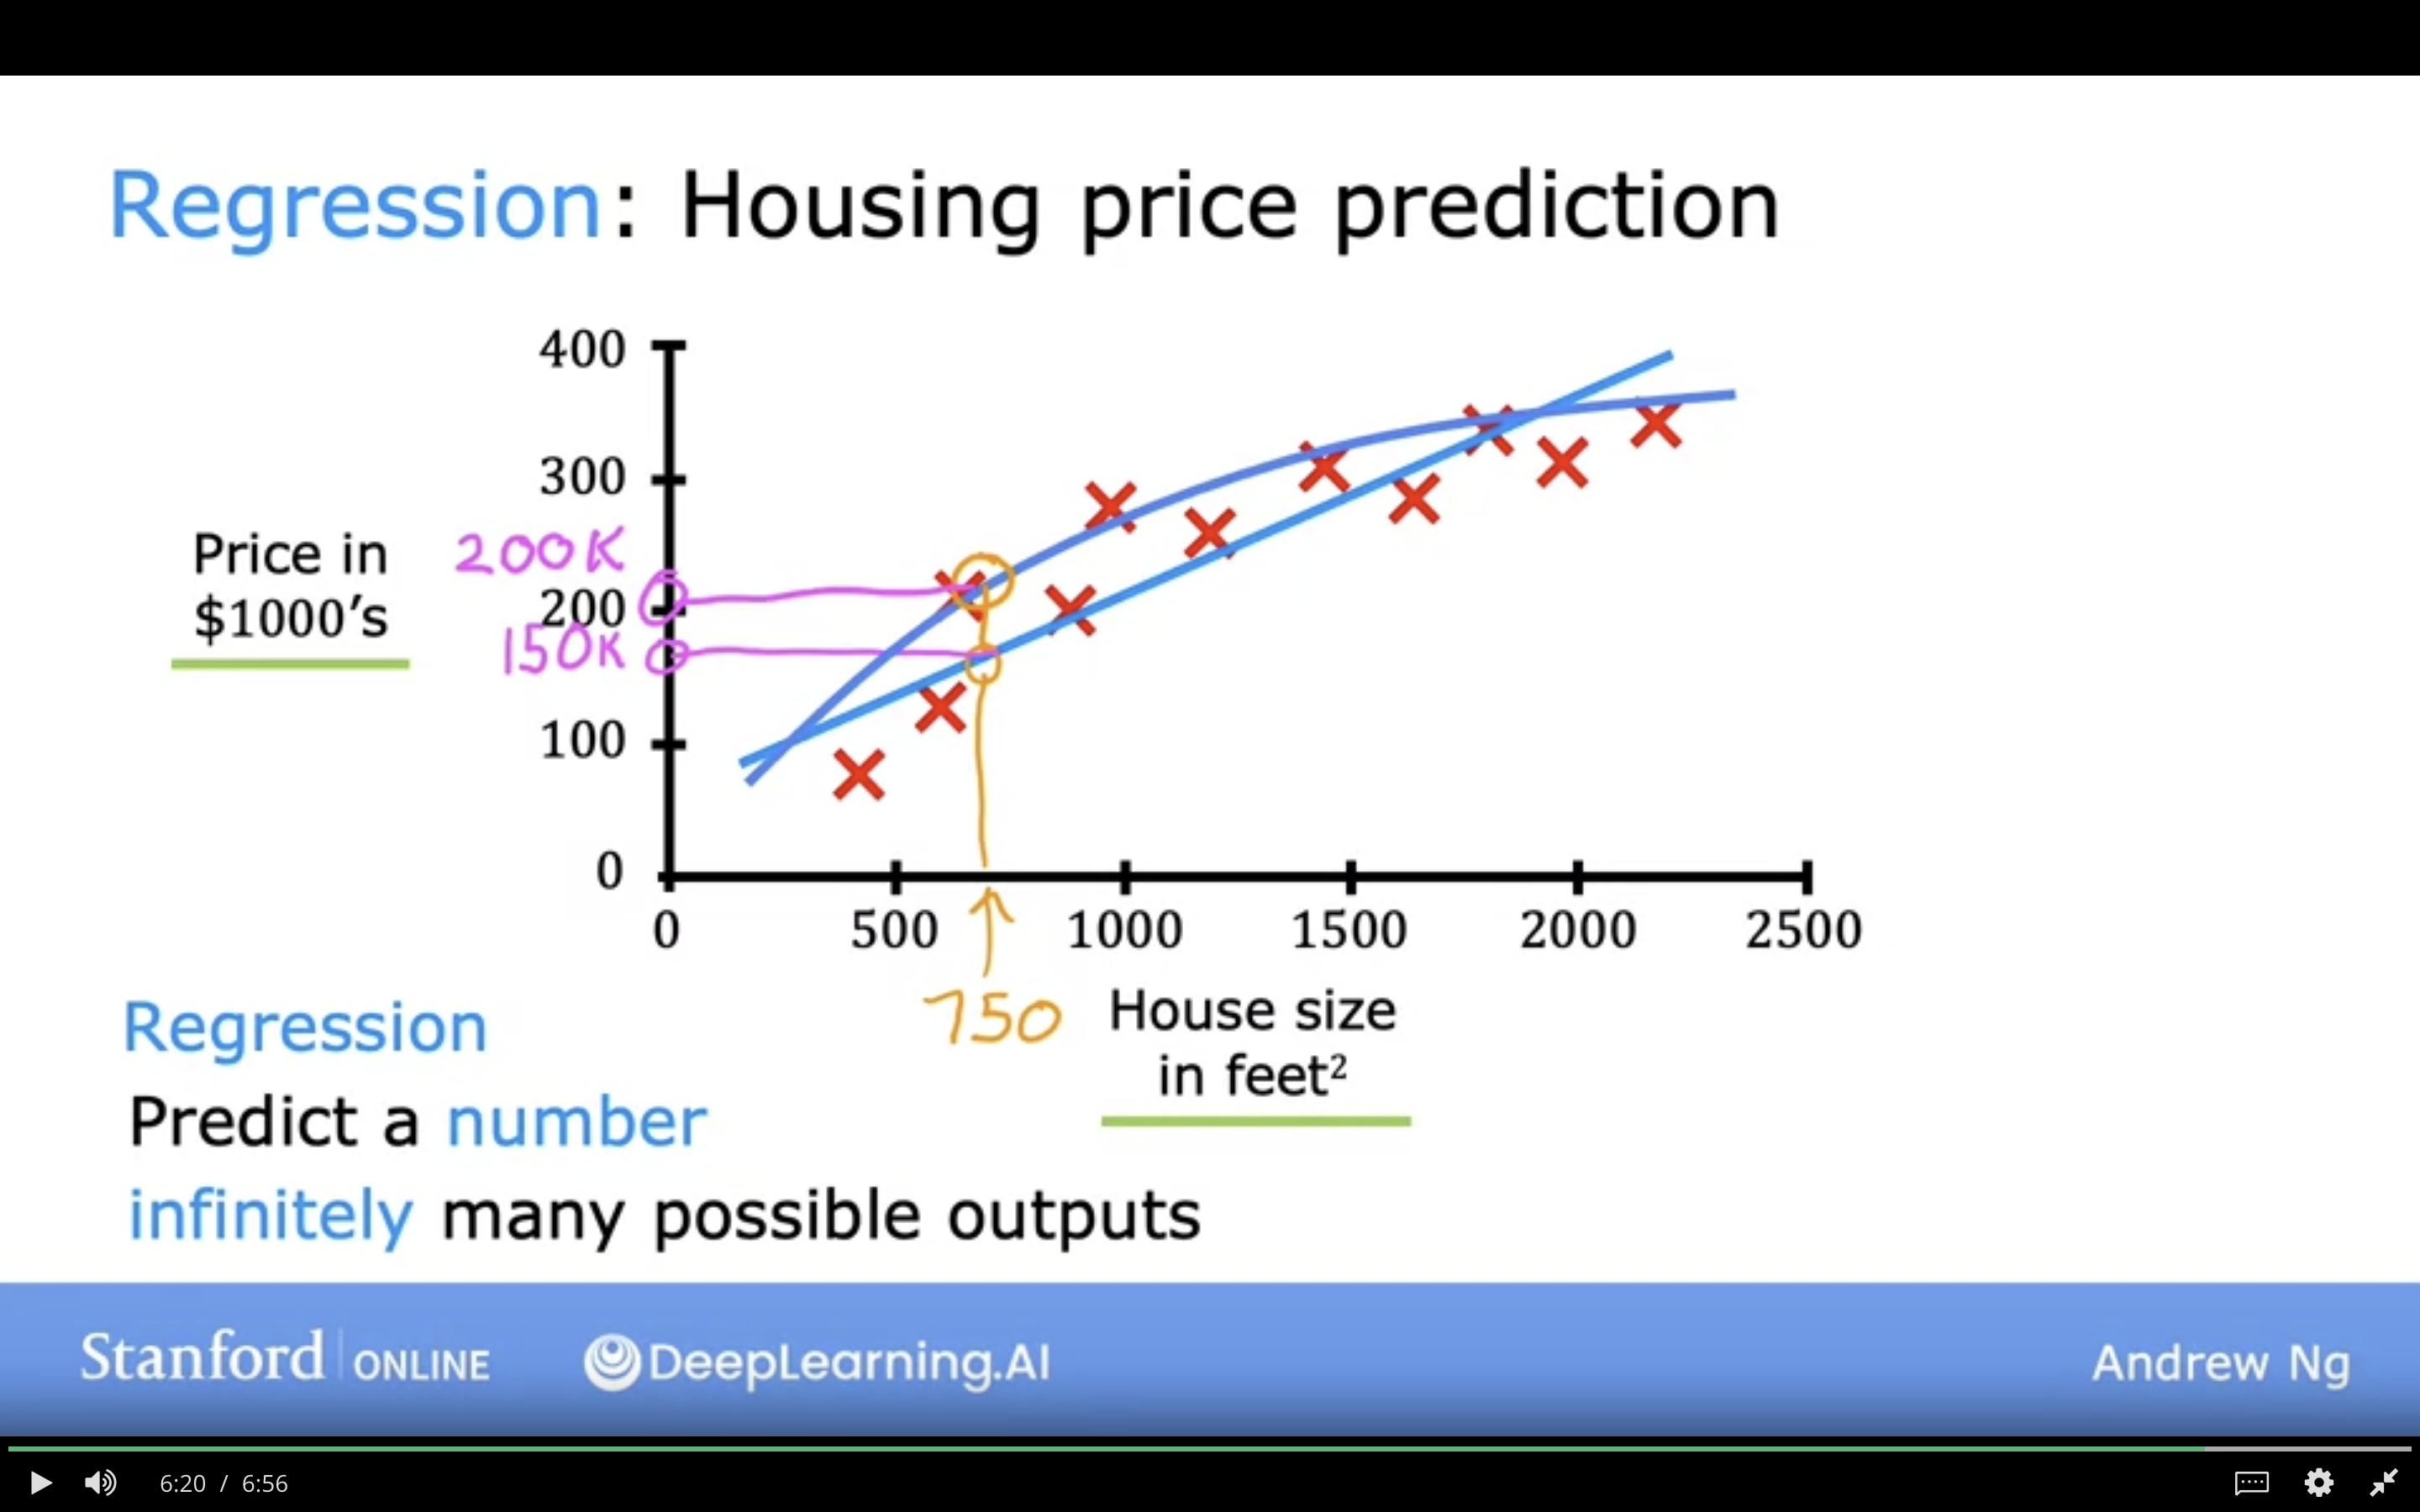 Regression: Housing price prediction
400
300
Price in
$1000's
200K
200
150K
100
0
0 500 1000 1500 2000 2500
750
House size
in feet²
Regression
Predict a number
infinitely many possible outputs
Stanford | ONLINE DeepLearning.AI Andrew Ng
6:20 / 6:56